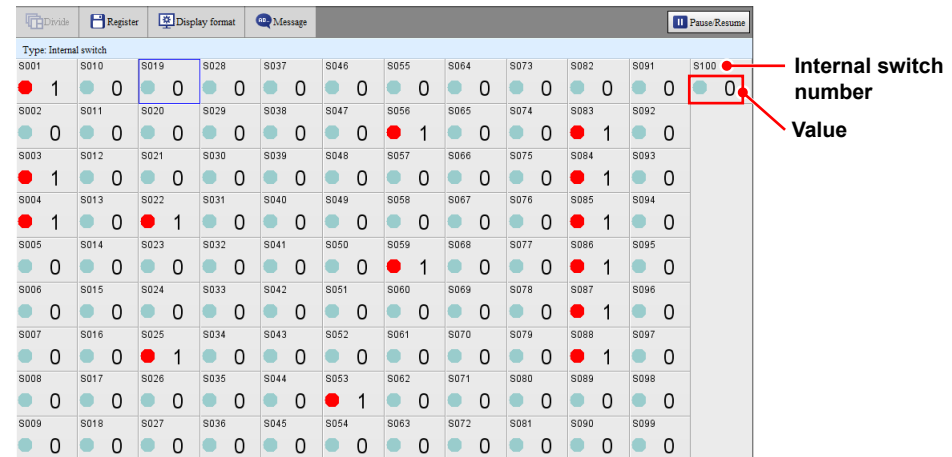 Divide Register Display format Message Pause/Resume
Type: Internal switch
S001 S010 S019 S028 S037 S046 S055 S064 S073 S082 S091 S100 Internal switch number
1 0 0 0 0 0 0 0 0 0 0 0
S002 S011 S020 S029 S038 S047 S056 S065 S074 S083 S092 Value
0 0 0 0 0 0 1 0 0 1 0
S003 S012 S021 S030 S039 S048 S057 S066 S075 S084 S093
1 0 0 0 0 0 0 0 0 1 0
S004 S013 S022 S031 S040 S049 S058 S067 S076 S085 S094
1 0 1 0 0 0 0 0 0 1 0
S005 S014 S023 S032 S041 S050 S059 S068 S077 S086 S095
0 0 0 0 0 0 1 0 0 1 0
S006 S015 S024 S033 S042 S051 S060 S069 S078 S087 S096
0 0 0 0 0 0 0 0 0 1 0
S007 S016 S025 S034 S043 S052 S061 S070 S079 S088 S097
0 0 1 0 0 0 0 0 0 1 0
S008 S017 S026 S035 S044 S053 S062 S071 S080 S089 S098
0 0 0 0 0 1 0 0 0 0 0
S009 S018 S027 S036 S045 S054 S063 S072 S081 S090 S099
0 0 0 0 0 0 0 0 0 0 0